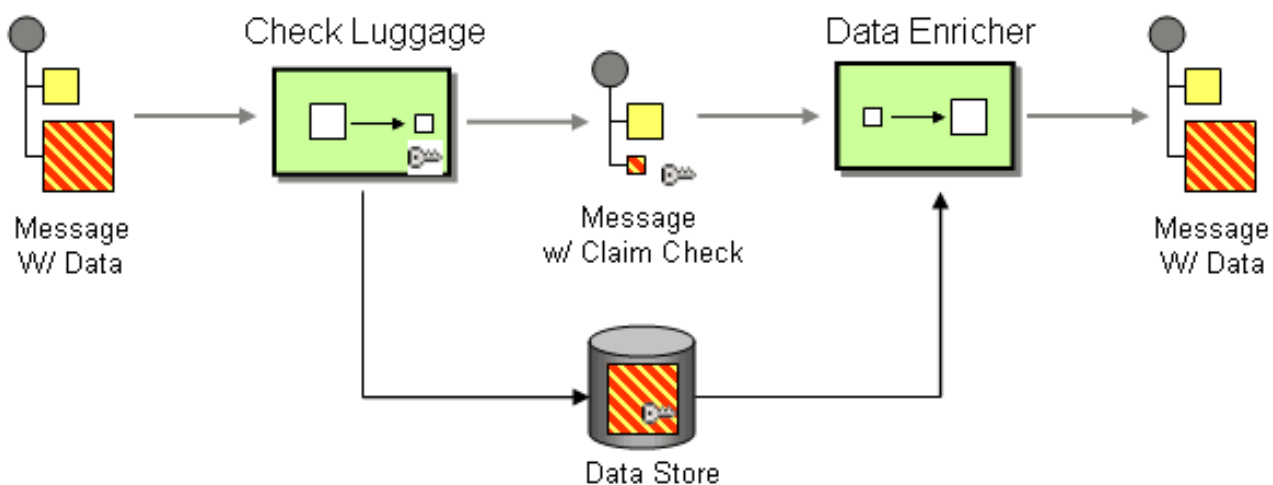 Check Luggage
Data Enricher
Message
W/ Data
Message
w/ Claim Check
Message
W/ Data
Data Store